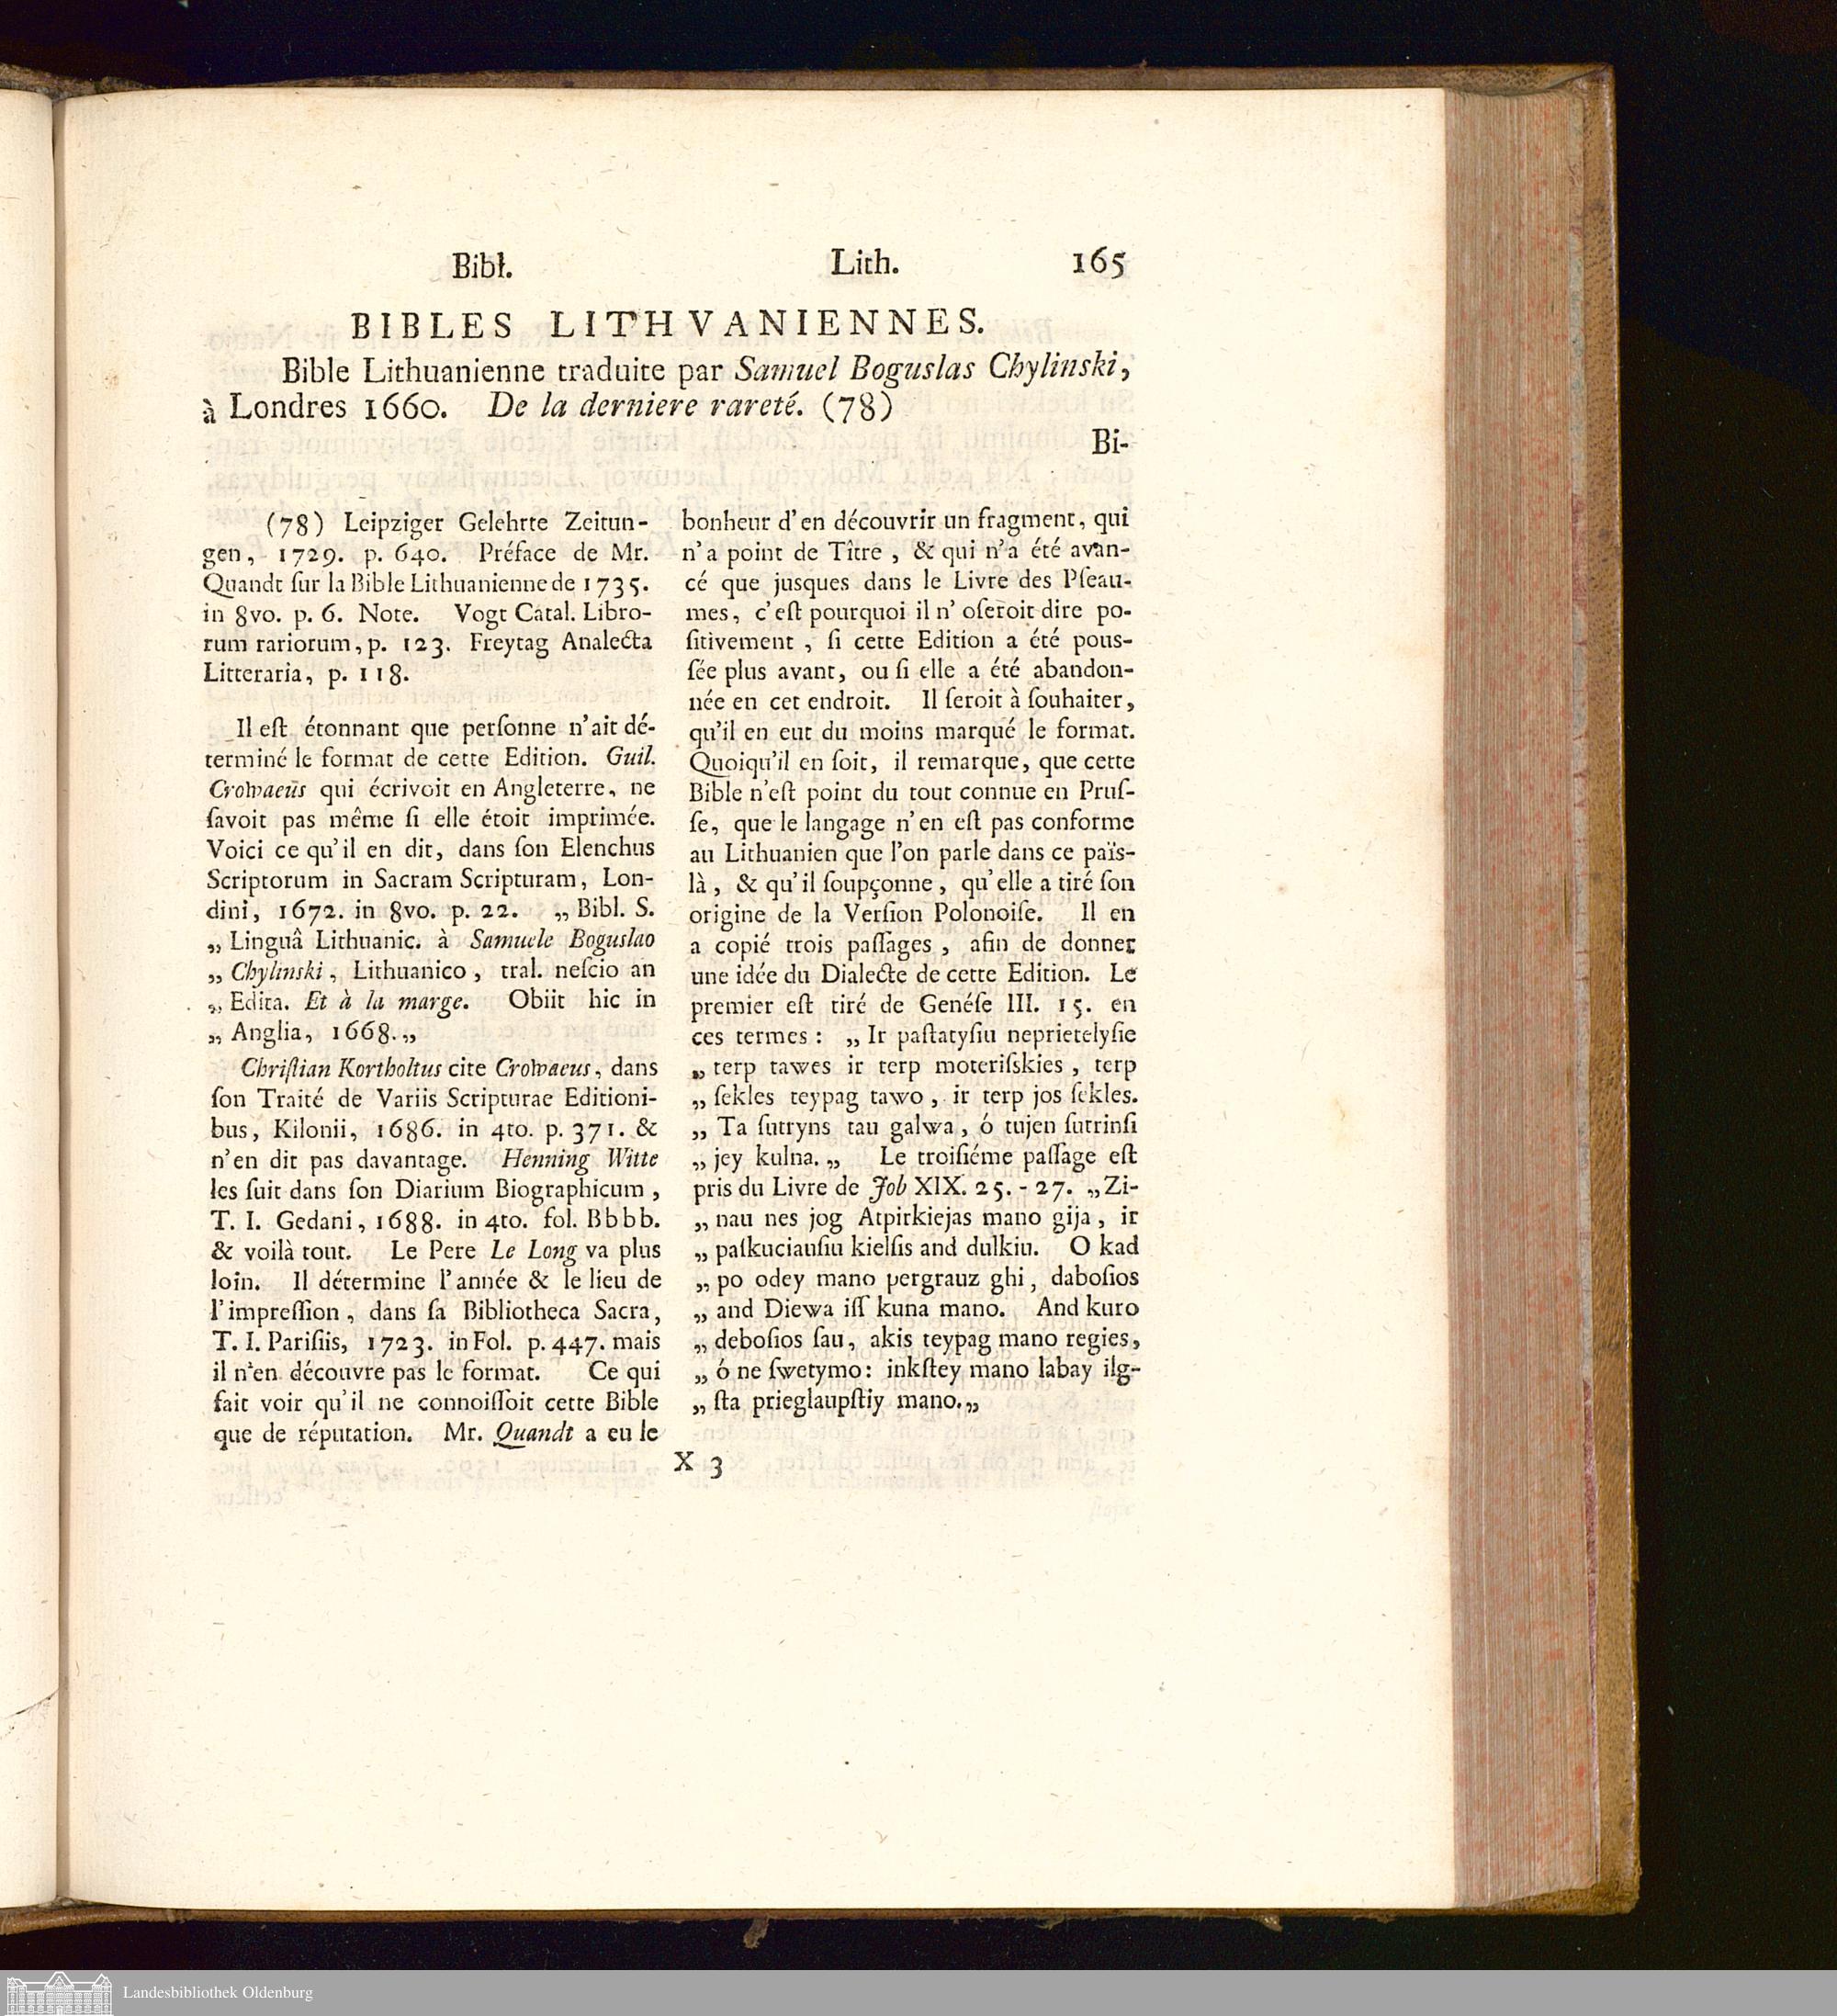 Bibl. Lith. 165
BIBLES LITHVANIENNES.
Bible Lithuanienne traduite par Samuel Boguslas Chylinski,
à Londres 1660. De la derniere rareté. (78)
Bi-
(78) Leipziger Gelehrte Zeitun-
gen, 1729. p. 640. Préface de Mr.
Quandt ſur la Bible Lithuanienne de 1735.
in 8vo. p. 6. Note. Vogt Catal. Libro-
rum rariorum, p. 123. Freytag Analecta
Litteraria, p. 118.
Il eſt étonnant que perſonne n'ait dé-
terminé le format de cette Edition. Guil.
Crowaeus qui écrivoit en Angleterre, ne
ſavoit pas même ſi elle étoit imprimée.
Voici ce qu'il en dit, dans ſon Elenchus
Scriptorum in Sacram Scripturam, Lon-
dini, 1672. in 8vo. p. 22. „ Bibl. S.
„ Linguâ Lithuanic. à Samuele Boguslao
„ Chylinski, Lithuanico, tral. neſcio an
„ Edita. Et à la marge. Obiit hic in
„ Anglia, 1668.„
Chriſtian Kortholtus cite Crowaeus, dans
ſon Traité de Variis Scripturae Editioni-
bus, Kilonii, 1686. in 4to. p. 371. &
n'en dit pas davantage. Henning Witte
les ſuit dans ſon Diarium Biographicum,
T. I. Gedani, 1688. in 4to. fol. Bbbb.
& voilà tout. Le Pere Le Long va plus
loin. Il détermine l'année & le lieu de
l'impreſſion, dans ſa Bibliotheca Sacra,
T. I. Pariſiis, 1723. in Fol. p. 447. mais
il n'en découvre pas le format. Ce qui
fait voir qu'il ne connoiſſoit cette Bible
que de réputation. Mr. Quandt a eu le
bonheur d'en découvrir un fragment, qui
n'a point de Tître, & qui n'a été avan-
cé que jusques dans le Livre des Pſeau-
mes, c'eſt pourquoi il n'oſeroit dire po-
ſitivement, ſi cette Edition a été pous-
ſée plus avant, ou ſi elle a été abandon-
née en cet endroit. Il ſeroit à ſouhaiter,
qu'il en eut du moins marqué le format.
Quoiqu'il en ſoit, il remarque, que cette
Bible n'eſt point du tout connue en Pruſ-
ſe, que le langage n'en eſt pas conforme
au Lithuanien que l'on parle dans ce païs-
là, & qu'il ſoupçonne, qu'elle a tiré ſon
origine de la Verſion Polonoiſe. Il en
a copié trois paſſages, afin de donner
une idée du Dialecte de cette Edition. Le
premier eſt tiré de Genéſe III. 15. en
ces termes: „ Ir paſtatyſiu neprietelyſie
„ terp tawes ir terp moteriſskies, terp
„ ſekles teypag tawo, ir terp jos ſekles.
„ Ta ſutryns tau galwa, ó tujen ſutrinſi
„ jey kulna.„ Le troiſiéme paſſage eſt
pris du Livre de Job XIX. 25.-27. „Zi-
„ nau nes jog Atpirkiejas mano gija, ir
„ paſkuciauſiu kielſis and dulkiu. O kad
„ po odey mano pergrauz ghi, daboſios
„ and Diewa iſſ kuna mano. And kuro
„ deboſios ſau, akis teypag mano regies,
„ ó ne ſwetymo: inkſtey mano labay ilg-
„ ſta prieglaupſtiy mano.„
X 3
Landesbibliothek Oldenburg